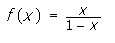 f(x) = x / (1 − x)